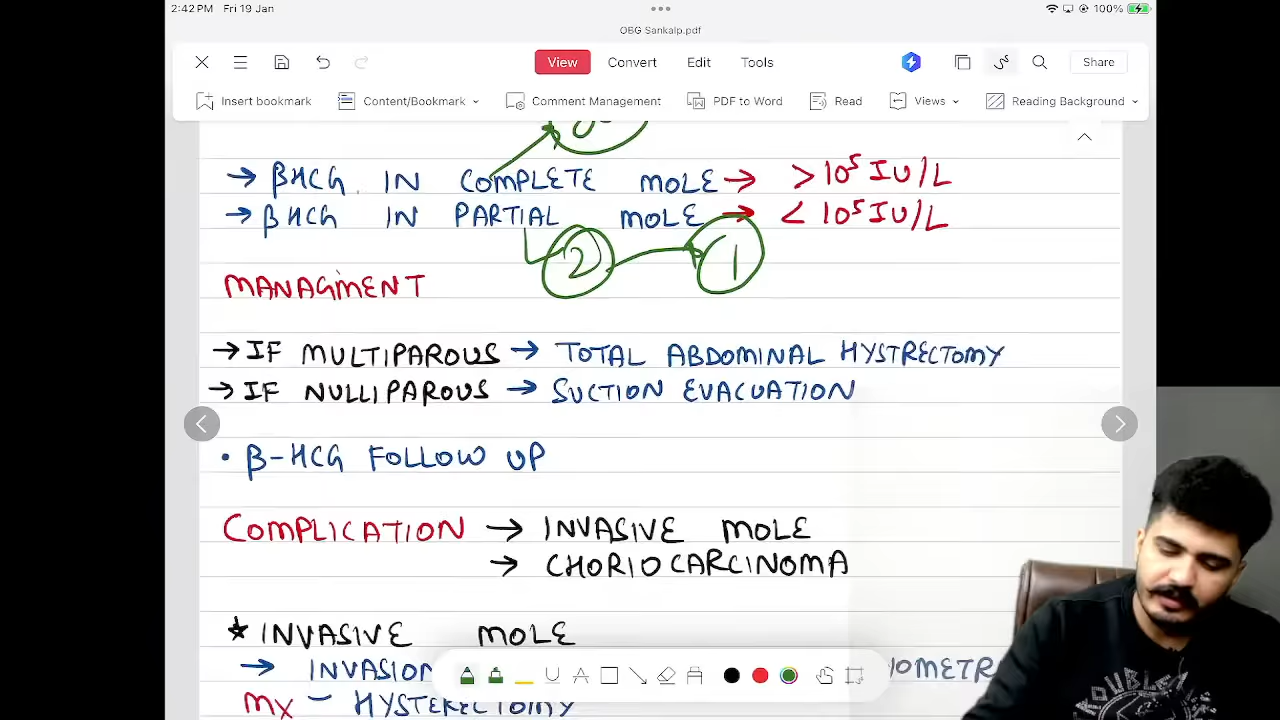 2:42 PM Fri 19 Jan
100%
OBG Sankalp.pdf
View Convert Edit Tools Share
Insert bookmark Content/Bookmark Comment Management PDF to Word Read Views Reading Background
→ βHCG IN COMPLETE MOLE → >10⁵ IU/L
→ βHCG IN PARTIAL MOLE → < 10⁵ IU/L
2 1
MANAGIMENT
→ IF MULTIPAROUS → TOTAL ABDOMINAL HYSTRECTOMY
→ IF NULLIPAROUS → SUCTION EVACUATION
• β-HCG FOLLOW UP
COMPLICATION → INVASIVE MOLE
→ CHORIOCARCINOMA
★ INVASIVE MOLE
→ INVASION
MX – HYSTERECTOMY